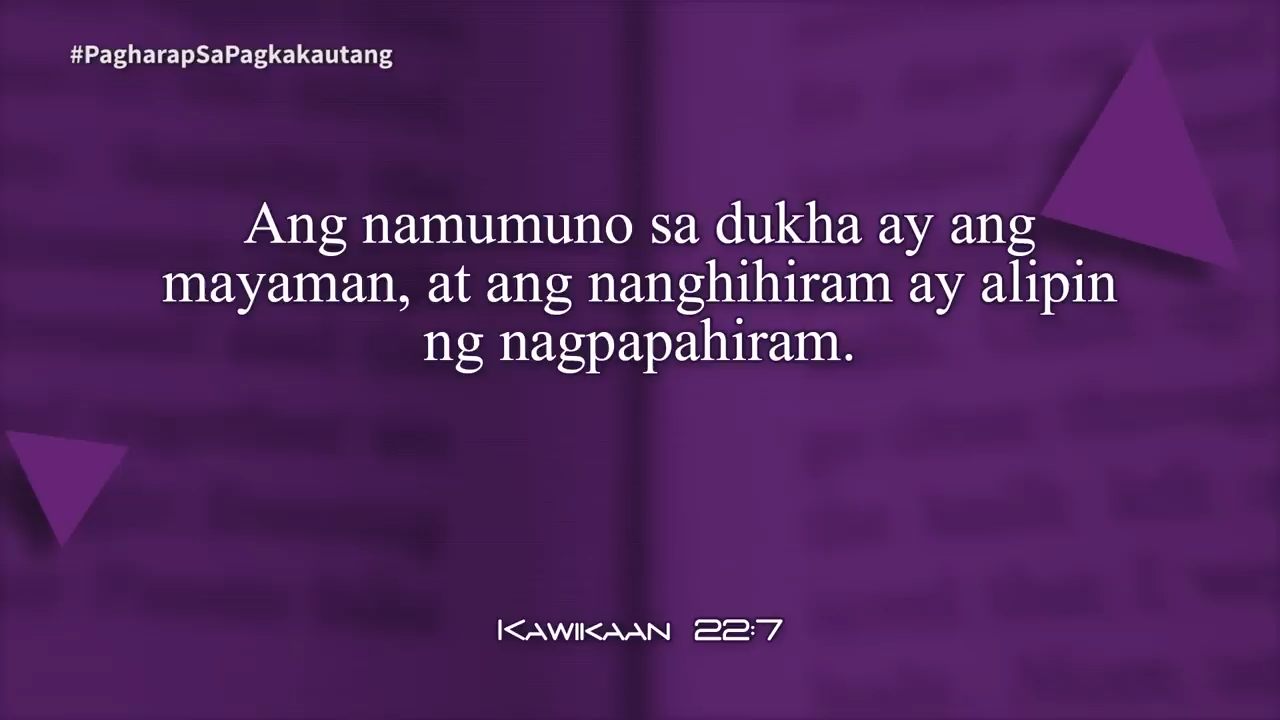 #PagharapSaPagkakautang
Ang namumuno sa dukha ay ang
mayaman, at ang nanghihiram ay alipin
ng nagpapahiram.
Kawikaan 22:7